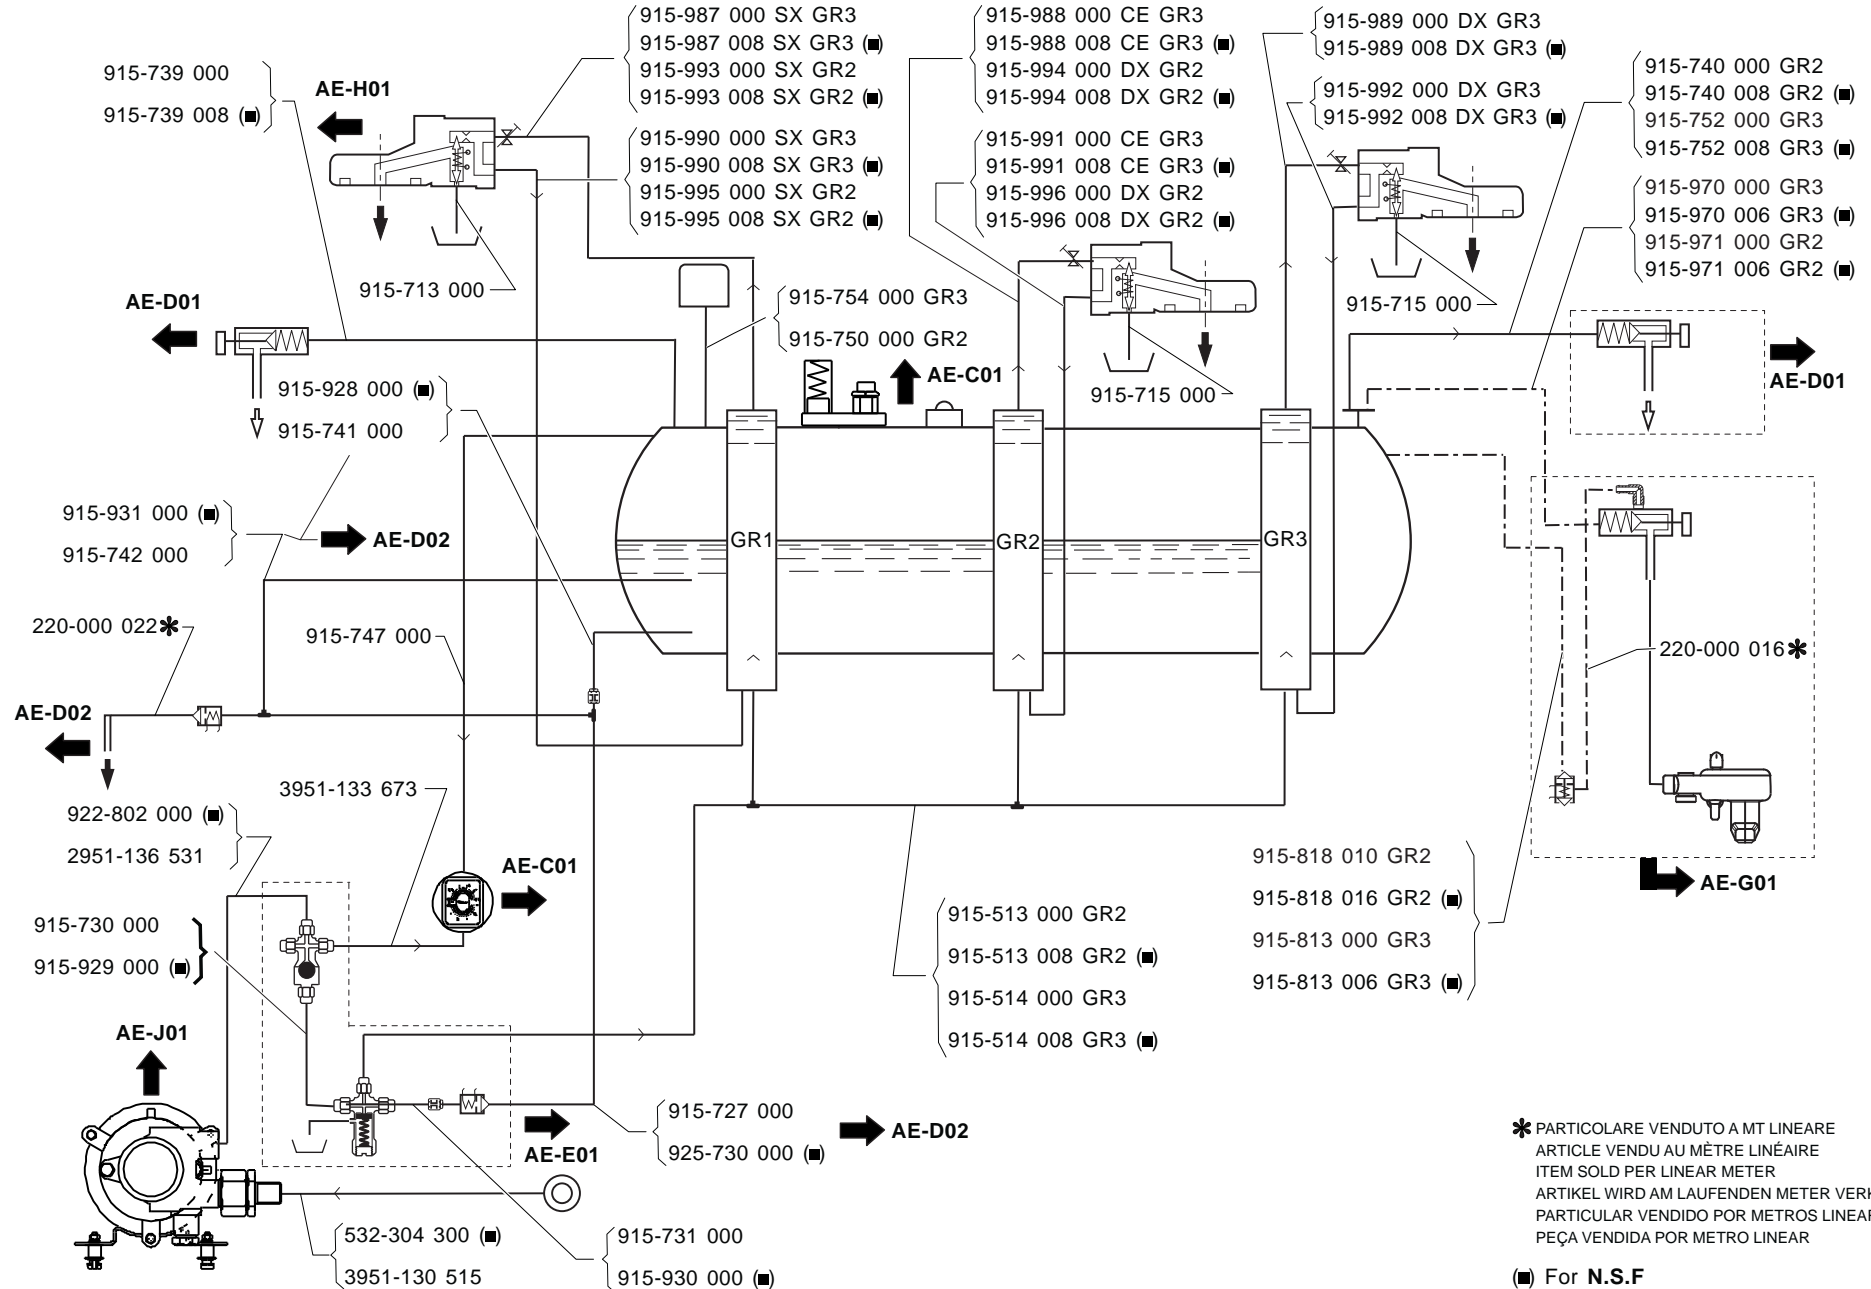 915-987 000 SX GR3
915-987 008 SX GR3 (■)
915-993 000 SX GR2
915-993 008 SX GR2 (■)
915-990 000 SX GR3
915-990 008 SX GR3 (■)
915-995 000 SX GR2
915-995 008 SX GR2 (■)
915-988 000 CE GR3
915-988 008 CE GR3 (■)
915-994 000 DX GR2
915-994 008 DX GR2 (■)
915-991 000 CE GR3
915-991 008 CE GR3 (■)
915-996 000 DX GR2
915-996 008 DX GR2 (■)
915-989 000 DX GR3
915-989 008 DX GR3 (■)
915-992 000 DX GR3
915-992 008 DX GR3 (■)
915-740 000 GR2
915-740 008 GR2 (■)
915-752 000 GR3
915-752 008 GR3 (■)
915-970 000 GR3
915-970 006 GR3 (■)
915-971 000 GR2
915-971 006 GR2 (■)
915-739 000
915-739 008 (■)
AE-H01
915-713 000
AE-D01
915-754 000 GR3
915-750 000 GR2
915-715 000
915-715 000
AE-C01
AE-D01
915-928 000 (■)
915-741 000
915-931 000 (■)
915-742 000
AE-D02
GR1
GR2
GR3
220-000 022✱
915-747 000
220-000 016✱
AE-D02
3951-133 673
922-802 000 (■)
2951-136 531
AE-C01
AE-G01
915-730 000
915-929 000 (■)
915-513 000 GR2
915-513 008 GR2 (■)
915-514 000 GR3
915-514 008 GR3 (■)
915-818 010 GR2
915-818 016 GR2 (■)
915-813 000 GR3
915-813 006 GR3 (■)
AE-J01
AE-E01
915-727 000
925-730 000 (■)
AE-D02
532-304 300 (■)
3951-130 515
915-731 000
915-930 000 (■)
✱ PARTICOLARE VENDUTO A MT LINEARE
ARTICLE VENDU AU MÈTRE LINÉAIRE
ITEM SOLD PER LINEAR METER
ARTIKEL WIRD AM LAUFENDEN METER
PARTICULAR VENDIDO POR METROS
PEÇA VENDIDA POR METRO LINEAR
(■) For N.S.F